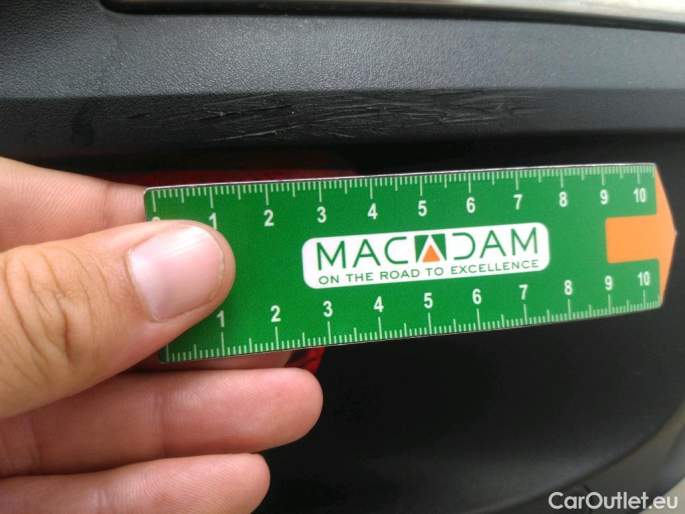 1 2 3 4 5 6 7 8 9 10
MACADAM
ON THE ROAD TO EXCELLENCE
1 2 3 4 5 6 7 8 9 10
CarOutlet.eu